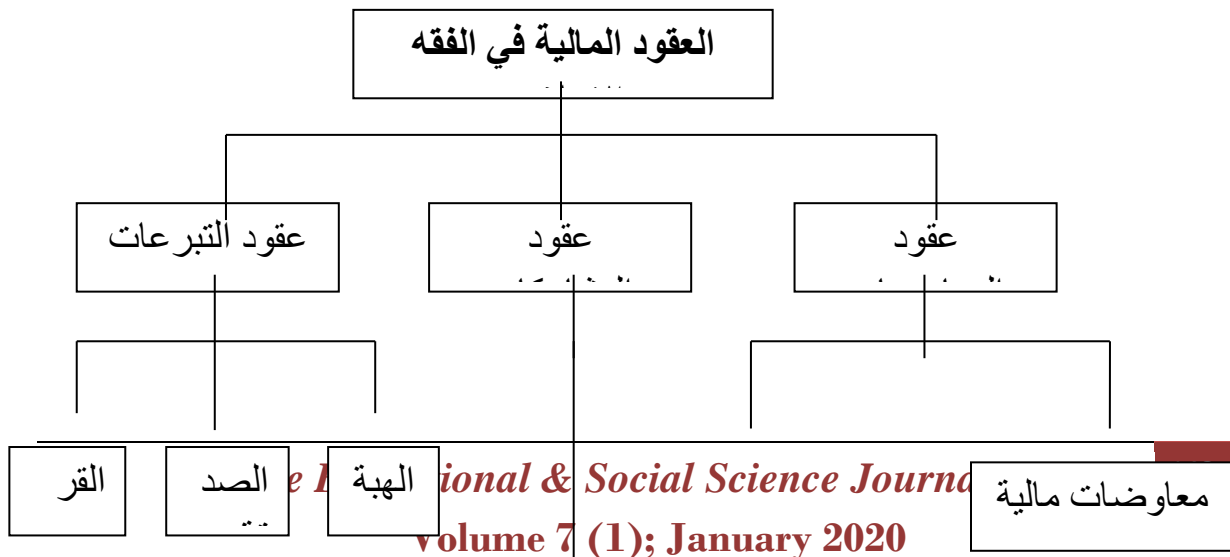 العقود المالية في الفقه
عقود
عقود
عقود التبرعات
معاوضات مالية
الهبة
الصد
القر
ional & Social Science Journa
Volume 7 (1); January 2020